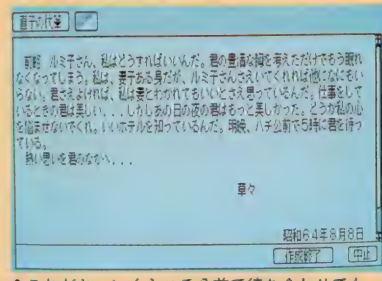 直子の代筆
前略 ルミ子さん、私はどうすればいいんだ。君の豊満な胸を考えただけでもう眠れ
なくなってしまう。私は、妻子ある身だが、ルミ子さんさえいてくれれば他になにもい
らない。君さえよければ、私は妻とわかれてもいいとさえ思っているんだ。仕事をして
いるときの君は美しい...しかしあの日の夜の君はもっと美しかった。どうか私の心
を悩ませないでくれ。いいホテルを知っているんだ。明晩、ハチ公前で5時に君を待っ
ている。
熱い思いを君のなかへ...
草々
昭和64年8月8日
作成終了 中止